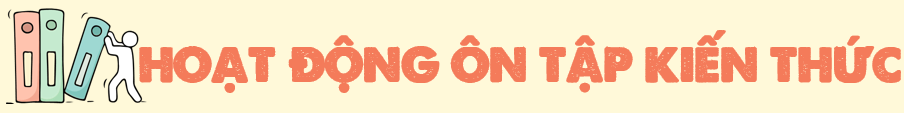 HOẠT ĐỘNG ÔN TẬP KIẾN THỨC